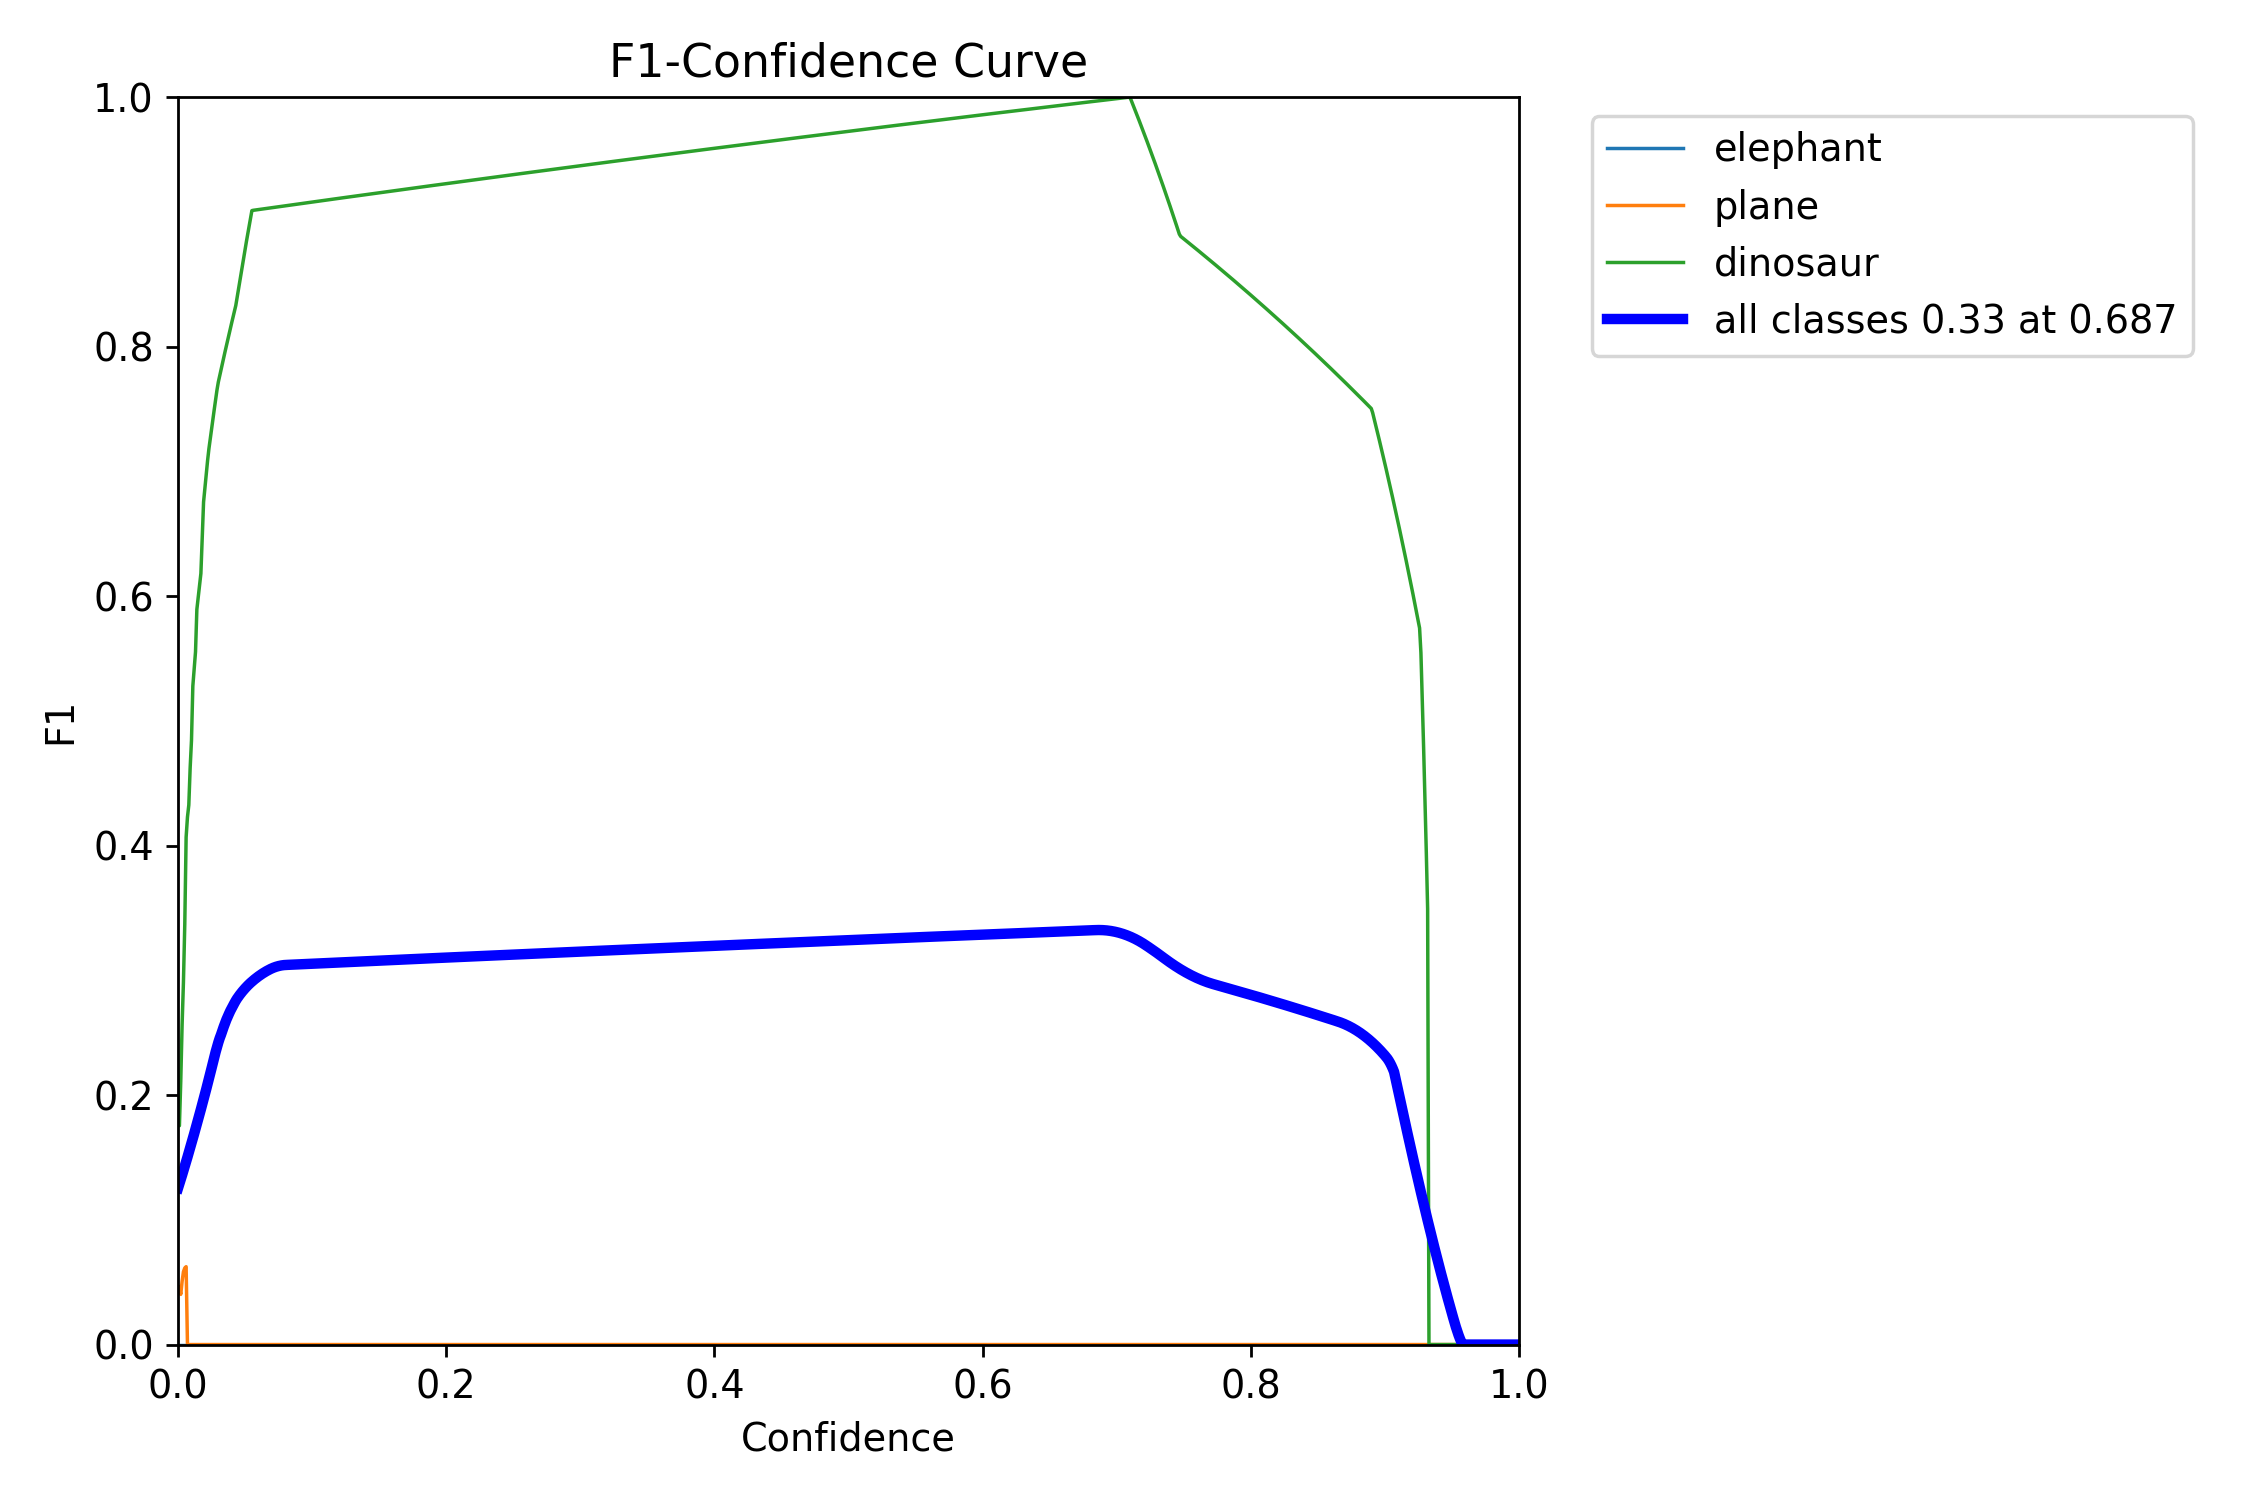 F1-Confidence Curve
1.0
0.8
0.6
0.4
0.2
0.0
F1
0.0 0.2 0.4 0.6 0.8 1.0
Confidence
elephant
plane
dinosaur
all classes 0.33 at 0.687